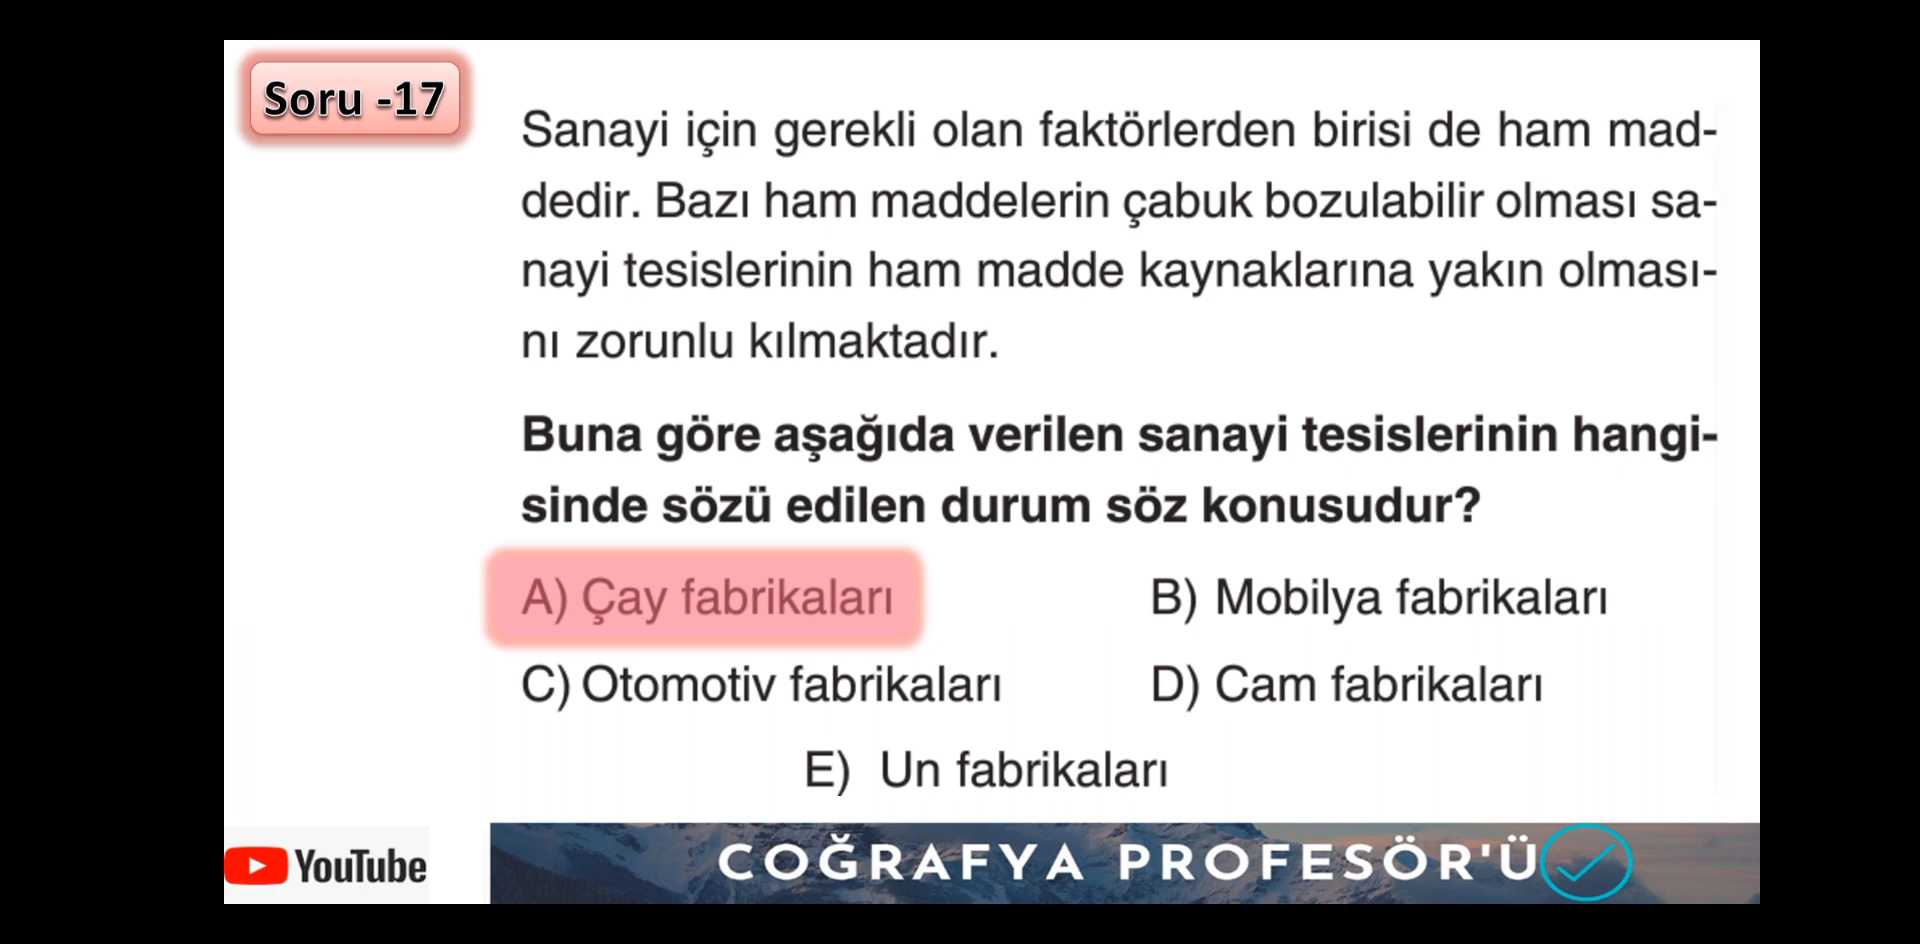 Soru -17
Sanayi için gerekli olan faktörlerden birisi de ham mad-
dedir. Bazı ham maddelerin çabuk bozulabilir olması sa-
nayi tesislerinin ham madde kaynaklarına yakın olması-
nı zorunlu kılmaktadır.
Buna göre aşağıda verilen sanayi tesislerinin hangi-
sinde sözü edilen durum söz konusudur?
A) Çay fabrikaları
B) Mobilya fabrikaları
C) Otomotiv fabrikaları
D) Cam fabrikaları
E) Un fabrikaları
YouTube
COĞRAFYA PROFESÖR'Ü